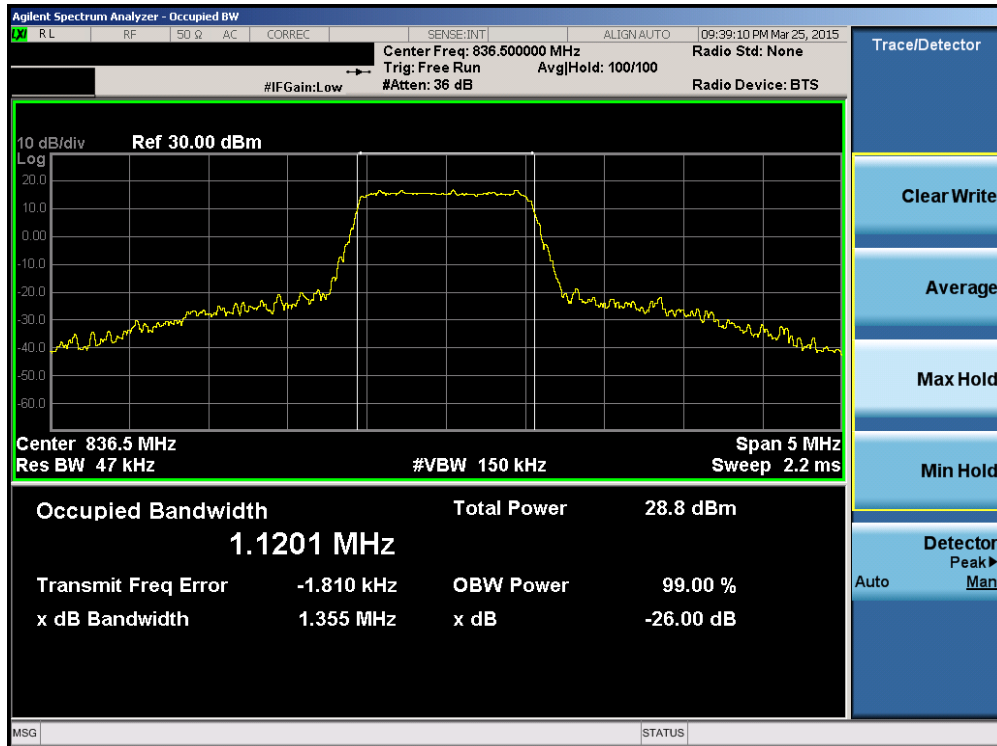 Agilent Spectrum Analyzer - Occupied BW
LXI RL RF 50 Ω AC CORREC SENSE:INT ALIGN AUTO 09:39:10 PM Mar 25, 2015
Center Freq: 836.500000 MHz Radio Std: None
Trig: Free Run Avg|Hold: 100/100
#IFGain:Low #Atten: 36 dB Radio Device: BTS
10 dB/div Ref 30.00 dBm
Log
20.0
10.0
0.00
-10.0
-20.0
-30.0
-40.0
-50.0
-60.0
Center 836.5 MHz Span 5 MHz
Res BW 47 kHz #VBW 150 kHz Sweep 2.2 ms
Occupied Bandwidth Total Power 28.8 dBm
1.1201 MHz
Transmit Freq Error -1.810 kHz OBW Power 99.00 %
x dB Bandwidth 1.355 MHz x dB -26.00 dB
MSG STATUS
Trace/Detector
Clear Write
Average
Max Hold
Min Hold
Detector
Peak▶
Auto Man